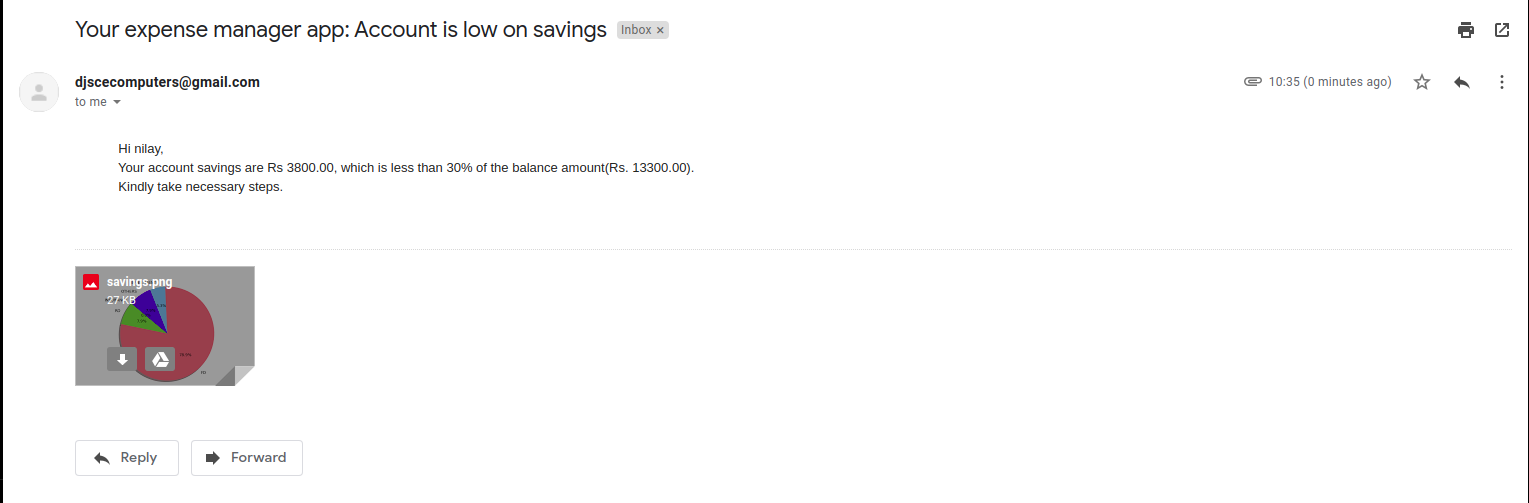 Your expense manager app: Account is low on savings Inbox ×
djscecomputers@gmail.com 10:35 (0 minutes ago)
to me
Hi nilay,
Your account savings are Rs 3800.00, which is less than 30% of the balance amount(Rs. 13300.00).
Kindly take necessary steps.
savings.png
27 KB
Reply Forward